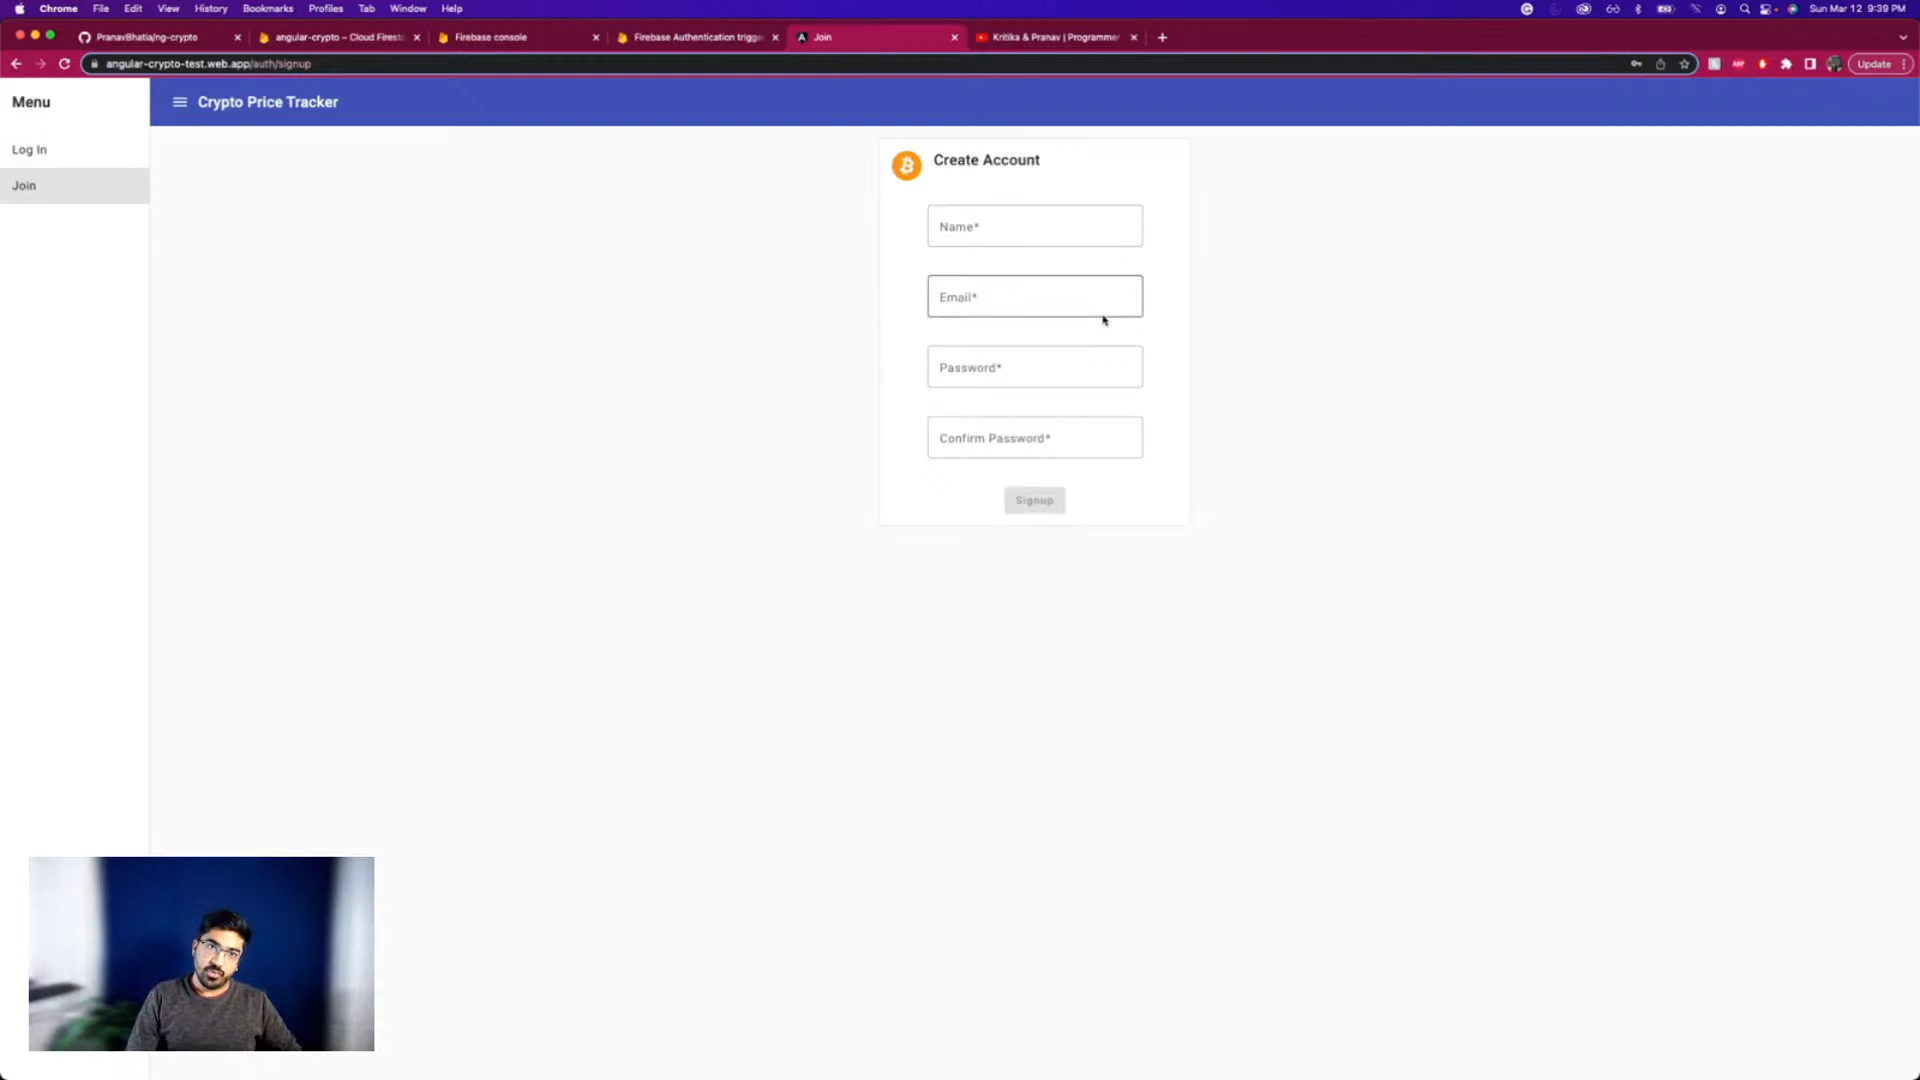 Chrome File Edit View History Bookmarks Profiles Tab Window Help Sun Mar 12 9:39 PM
PranavBhatia/ng-crypto angular-crypto – Cloud Firest Firebase console Firebase Authentication trigge Join Kritika & Pranav | Programmer
angular-crypto-test.web.app/auth/signup Update
Menu
Crypto Price Tracker
Log In
Join
Create Account
Name*
Email*
Password*
Confirm Password*
Signup